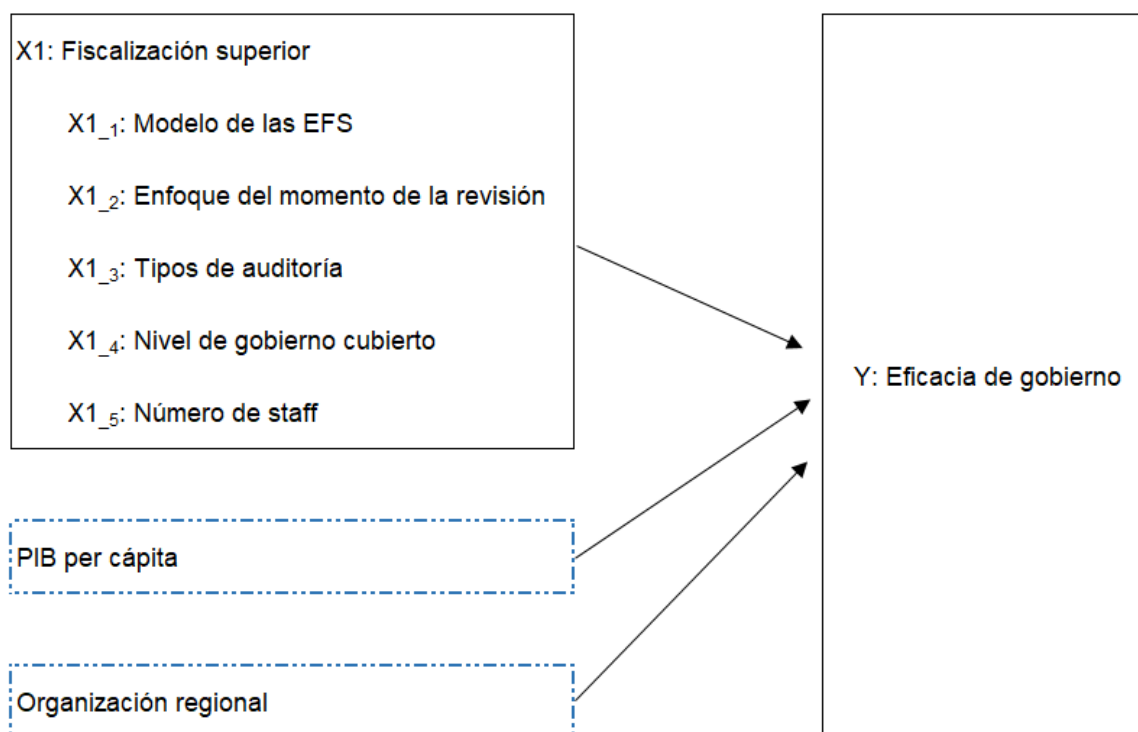 X1: Fiscalización superior
X1_1: Modelo de las EFS
X1_2: Enfoque del momento de la revisión
X1_3: Tipos de auditoría
X1_4: Nivel de gobierno cubierto
X1_5: Número de staff
Y: Eficacia de gobierno
PIB per cápita
Organización regional